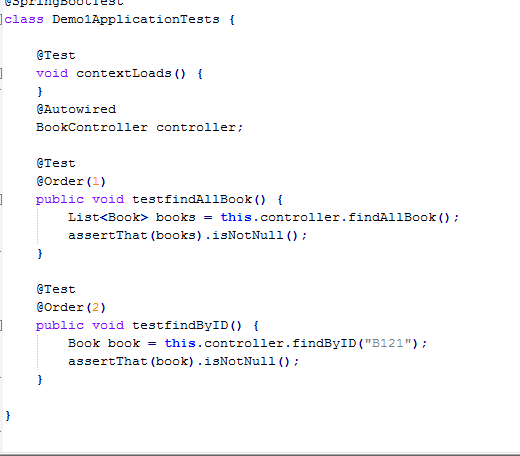 @SpringBootTest
class Demo1ApplicationTests {
@Test
void contextLoads() {
}
@Autowired
BookController controller;
@Test
@Order(1)
public void testfindAllBook() {
List<Book> books = this.controller.findAllBook();
assertThat(books).isNotNull();
}
@Test
@Order(2)
public void testfindByID() {
Book book = this.controller.findByID("B121");
assertThat(book).isNotNull();
}
}